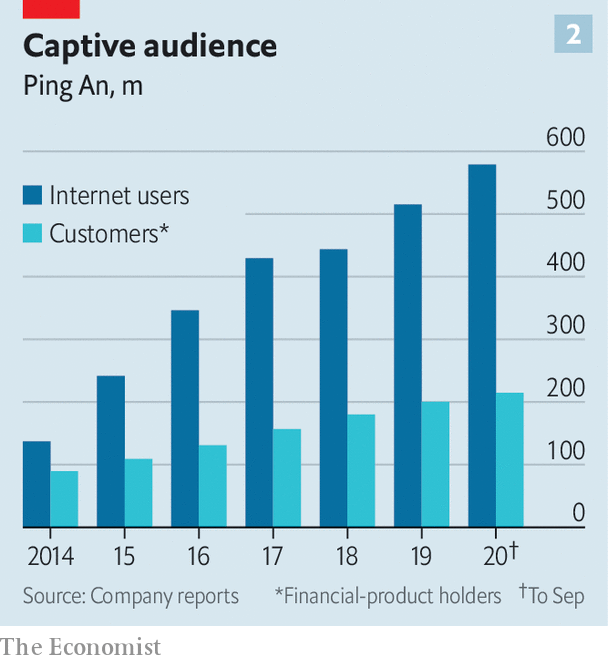 2
Captive audience
Ping An, m
600
Internet users
500
Customers*
400
300
200
100
0
2014 15 16 17 18 19 20†
Source: Company reports *Financial-product holders †To Sep
The Economist